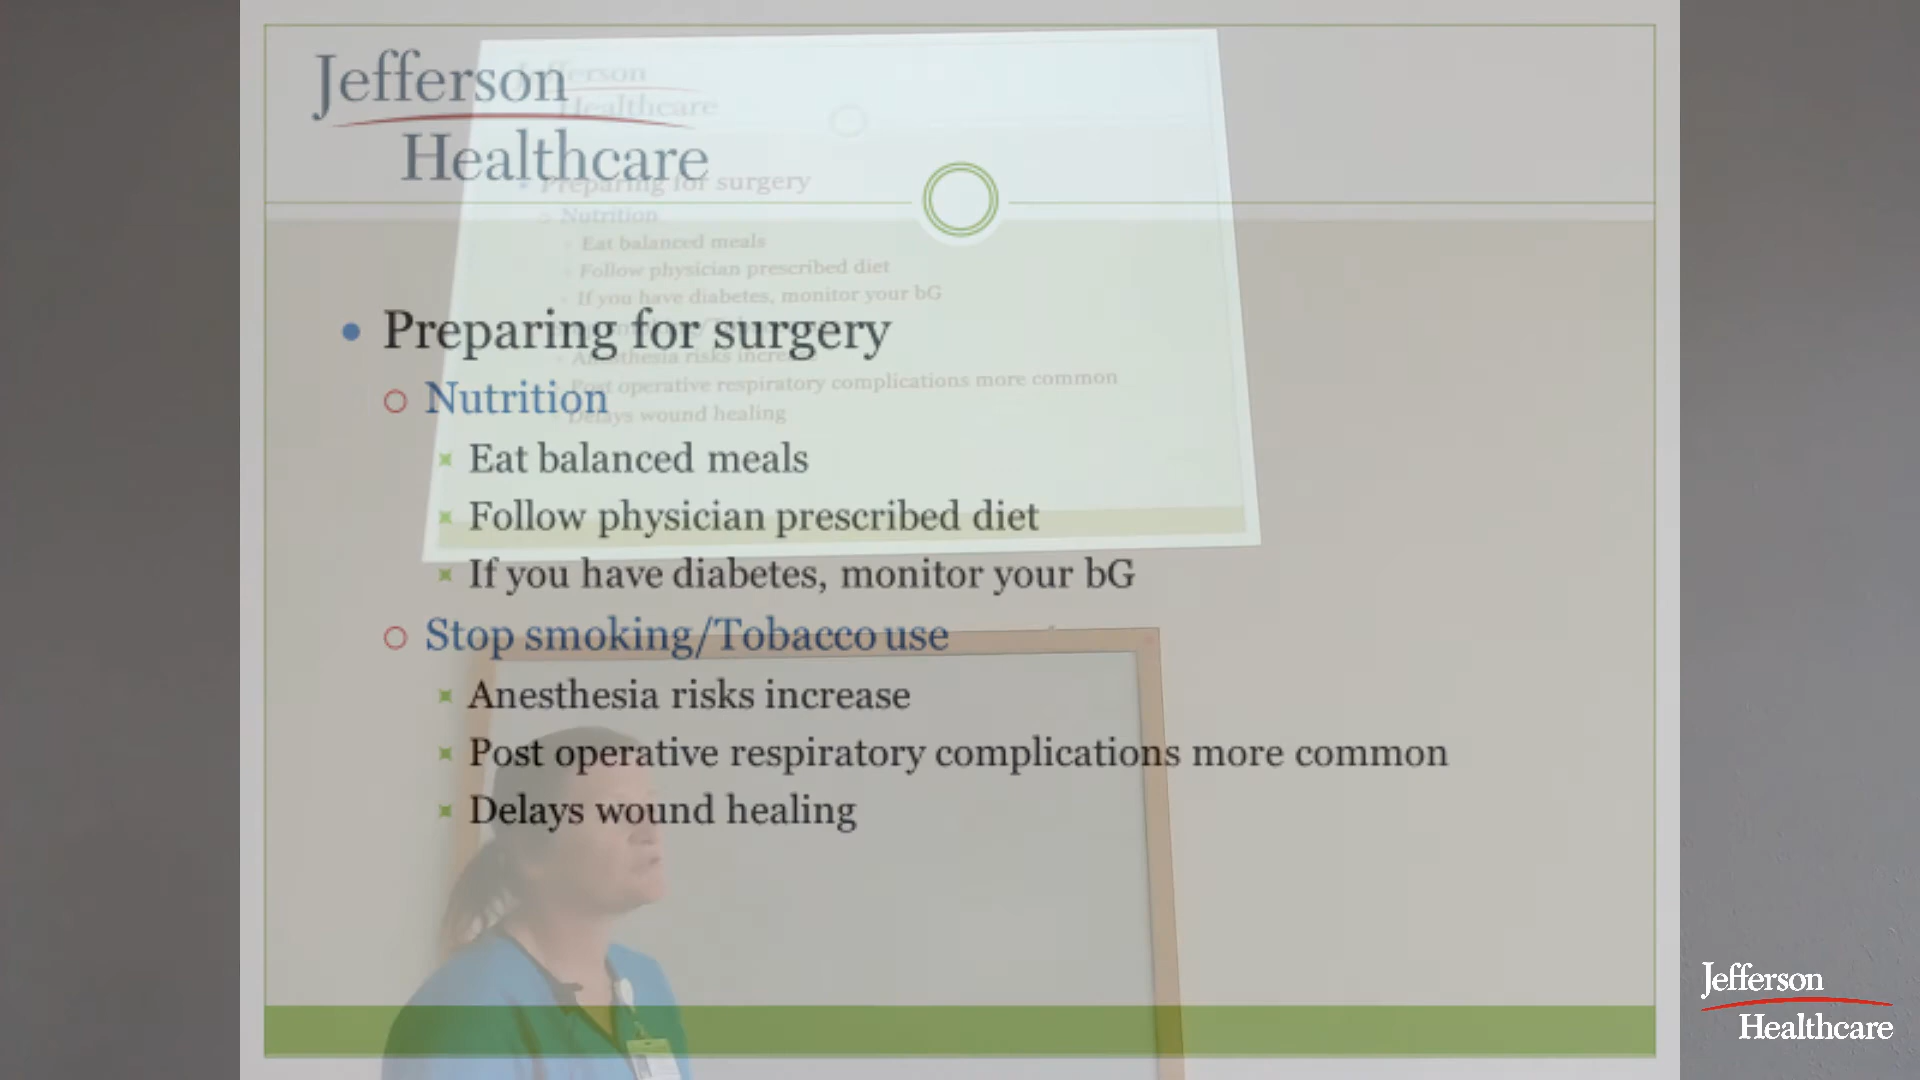 Jefferson
Healthcare
Preparing for surgery
Nutrition
Eat balanced meals
Follow physician prescribed diet
If you have diabetes, monitor your bG
Stop smoking/Tobacco use
Anesthesia risks increase
Post operative respiratory complications more common
Delays wound healing
Jefferson
Healthcare
Preparing for surgery
Nutrition
Eat balanced meals
Follow physician prescribed diet
If you have diabetes, monitor your bG
Anesthesia risks increase
Post operative respiratory complications more common
Delays wound healing
Jefferson
Healthcare